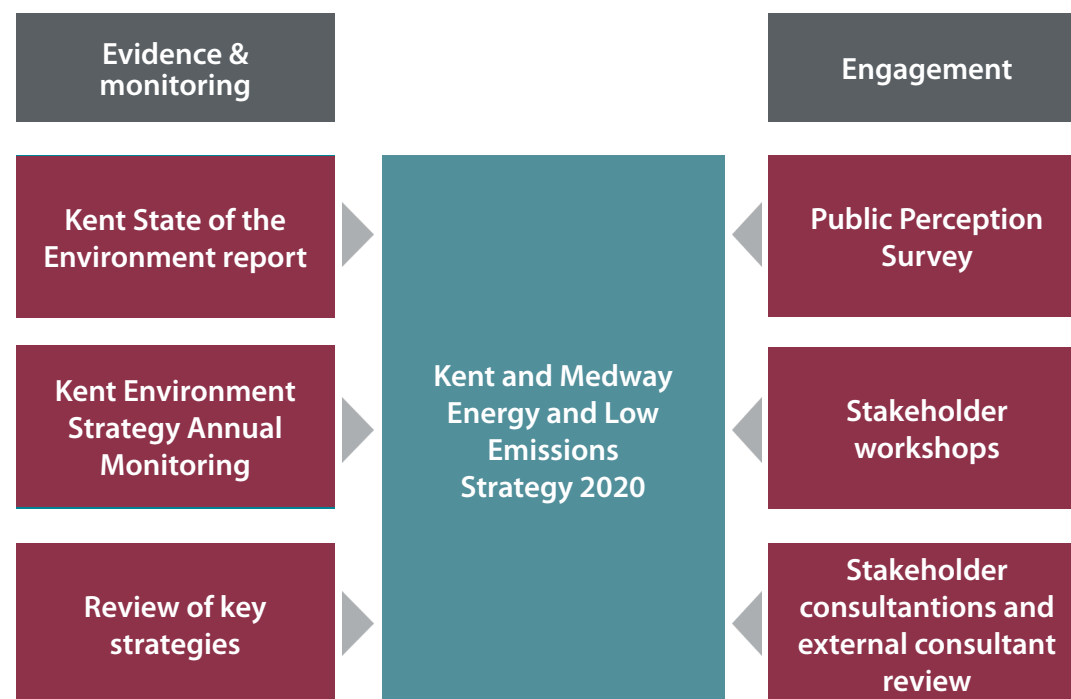 Evidence &
monitoring
Engagement
Kent State of the
Environment report
Public Perception
Survey
Kent Environment
Strategy Annual
Monitoring
Kent and Medway
Energy and Low
Emissions
Strategy 2020
Stakeholder
workshops
Review of key
strategies
Stakeholder
consultantions and
external consultant
review